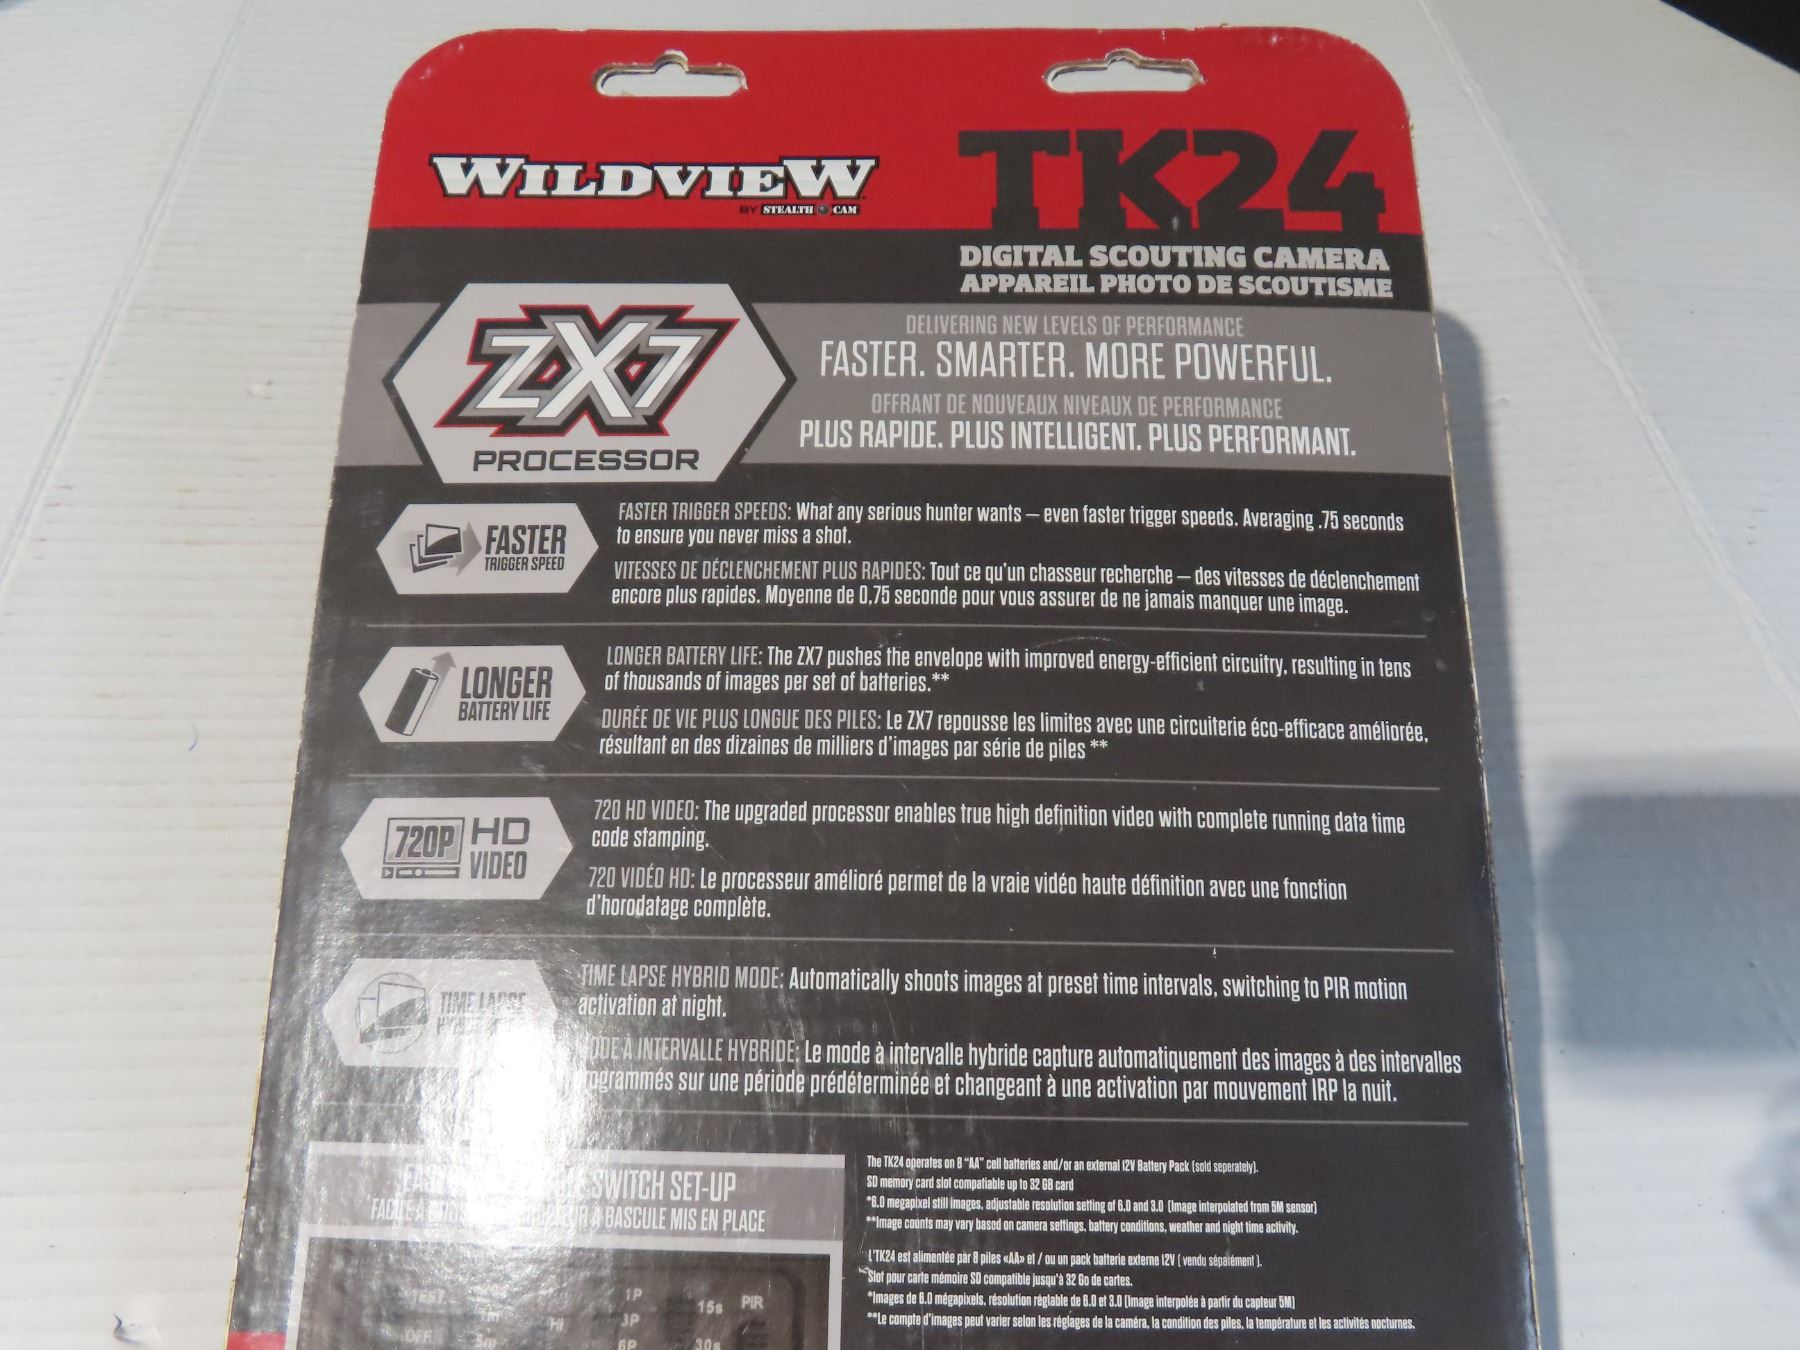 WILDVIEW
BY STEALTH CAM
TK24
DIGITAL SCOUTING CAMERA
APPAREIL PHOTO DE SCOUTISME
ZX7
PROCESSOR
DELIVERING NEW LEVELS OF PERFORMANCE
FASTER. SMARTER. MORE POWERFUL.
OFFRANT DE NOUVEAUX NIVEAUX DE PERFORMANCE
PLUS RAPIDE. PLUS INTELLIGENT. PLUS PERFORMANT.
FASTER
TRIGGER SPEED
FASTER TRIGGER SPEEDS: What any serious hunter wants – even faster trigger speeds. Averaging .75 seconds
to ensure you never miss a shot.
VITESSES DE DÉCLENCHEMENT PLUS RAPIDES: Tout ce qu'un chasseur recherche – des vitesses de déclenchement
encore plus rapides. Moyenne de 0,75 seconde pour vous assurer de ne jamais manquer une image.
LONGER
BATTERY LIFE
LONGER BATTERY LIFE: The ZX7 pushes the envelope with improved energy-efficient circuitry, resulting in tens
of thousands of images per set of batteries.**
DURÉE DE VIE PLUS LONGUE DES PILES: Le ZX7 repousse les limites avec une circuiterie éco-efficace améliorée,
résultant en des dizaines de milliers d'images par série de piles **
720P HD
VIDEO
720 HD VIDEO: The upgraded processor enables true high definition video with complete running data time
code stamping.
720 VIDÉO HD: Le processeur amélioré permet de la vraie vidéo haute définition avec une fonction
d'horodatage complète.
TIME LAPSE
TIME LAPSE HYBRID MODE: Automatically shoots images at preset time intervals, switching to PIR motion
activation at night.
À INTERVALLE HYBRIDE: Le mode à intervalle hybride capture automatiquement des images à des intervalles
sur une période prédéterminée et changeant à une activation par mouvement IRP la nuit.
SWITCH SET-UP
À BASCULE MIS EN PLACE
1P
15s
PIR
3P
OFF
5m
6P
30s
The TK24 operates on 8 "AA" cell batteries and/or an external 12V Battery Pack (sold seperately).
SD memory card slot compatiable up to 32 GB card
*6.0 megapixel still images, adjustable resolution setting of 6.0 and 3.0 (Image interpolated from 5M sensor)
**Image counts may vary based on camera settings, battery conditions, weather and night time activity.
L'TK24 est alimentée par 8 piles «AA» et / ou un pack batterie externe 12V ( vendu séparément ).
Slot pour carte mémoire SD compatible jusqu'à 32 Go de cartes.
*Images de 6.0 mégapixels, résolution réglable de 6.0 et 3.0 (Image interpolée à partir du capteur 5M)
**Le compte d'images peut varier selon les réglages de la caméra, la condition des piles, la température et les activités nocturnes.